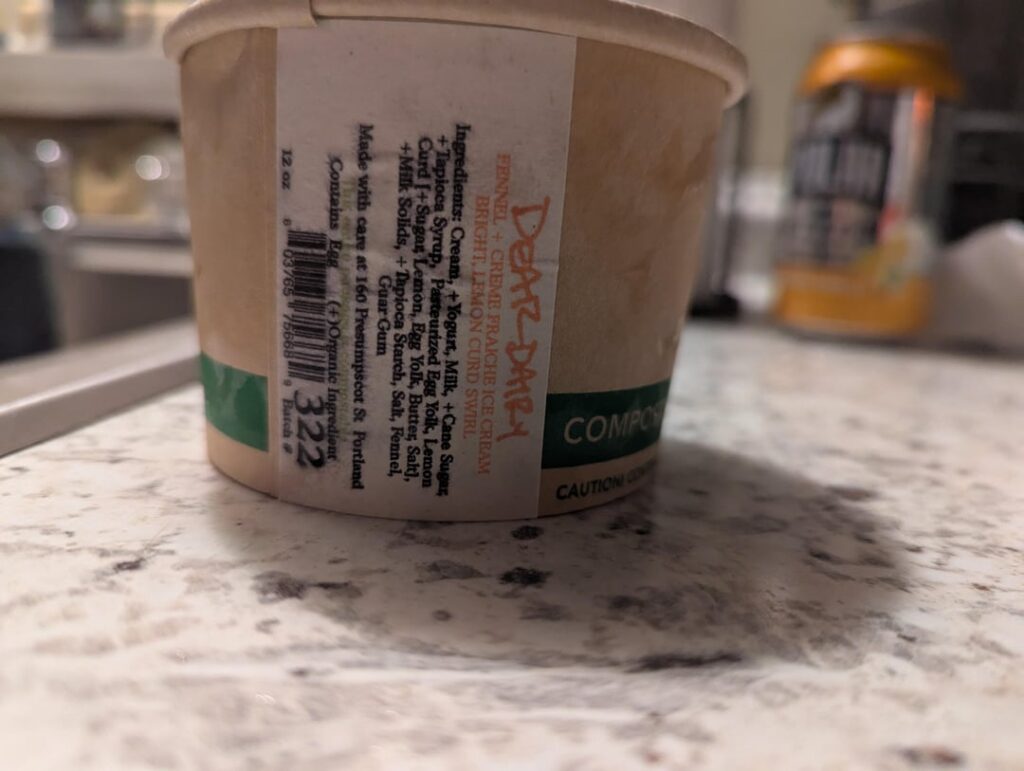 DEAR DAIRY
FENNEL + CREME FRAICHE ICE CREAM
BRIGHT, LEMON CURD SWIRL
Ingredients: Cream, +Yogurt, Milk, +Cane Sugar,
+Tapioca Syrup, Pasteurized Egg Yolk, Lemon
Curd [+Sugar, Lemon, Egg Yolk, Butter, Salt],
+Milk Solids, +Tapioca Starch, Salt, Fennel,
Guar Gum
Made with care at 160 Presumpscot St Portland
Contains Egg (+)Organic Ingredient
12 oz
322
Batch #
COMPOS
CAUTION!